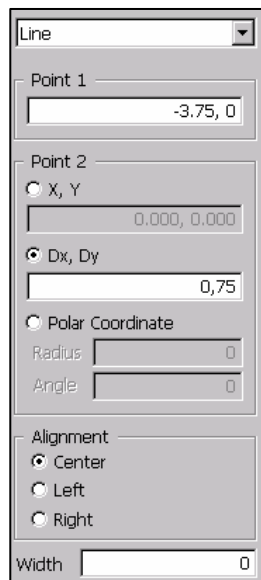 Line
Point 1
-3.75, 0
Point 2
X, Y
0.000, 0.000
Dx, Dy
0,75
Polar Coordinate
Radius 0
Angle 0
Alignment
Center
Left
Right
Width 0